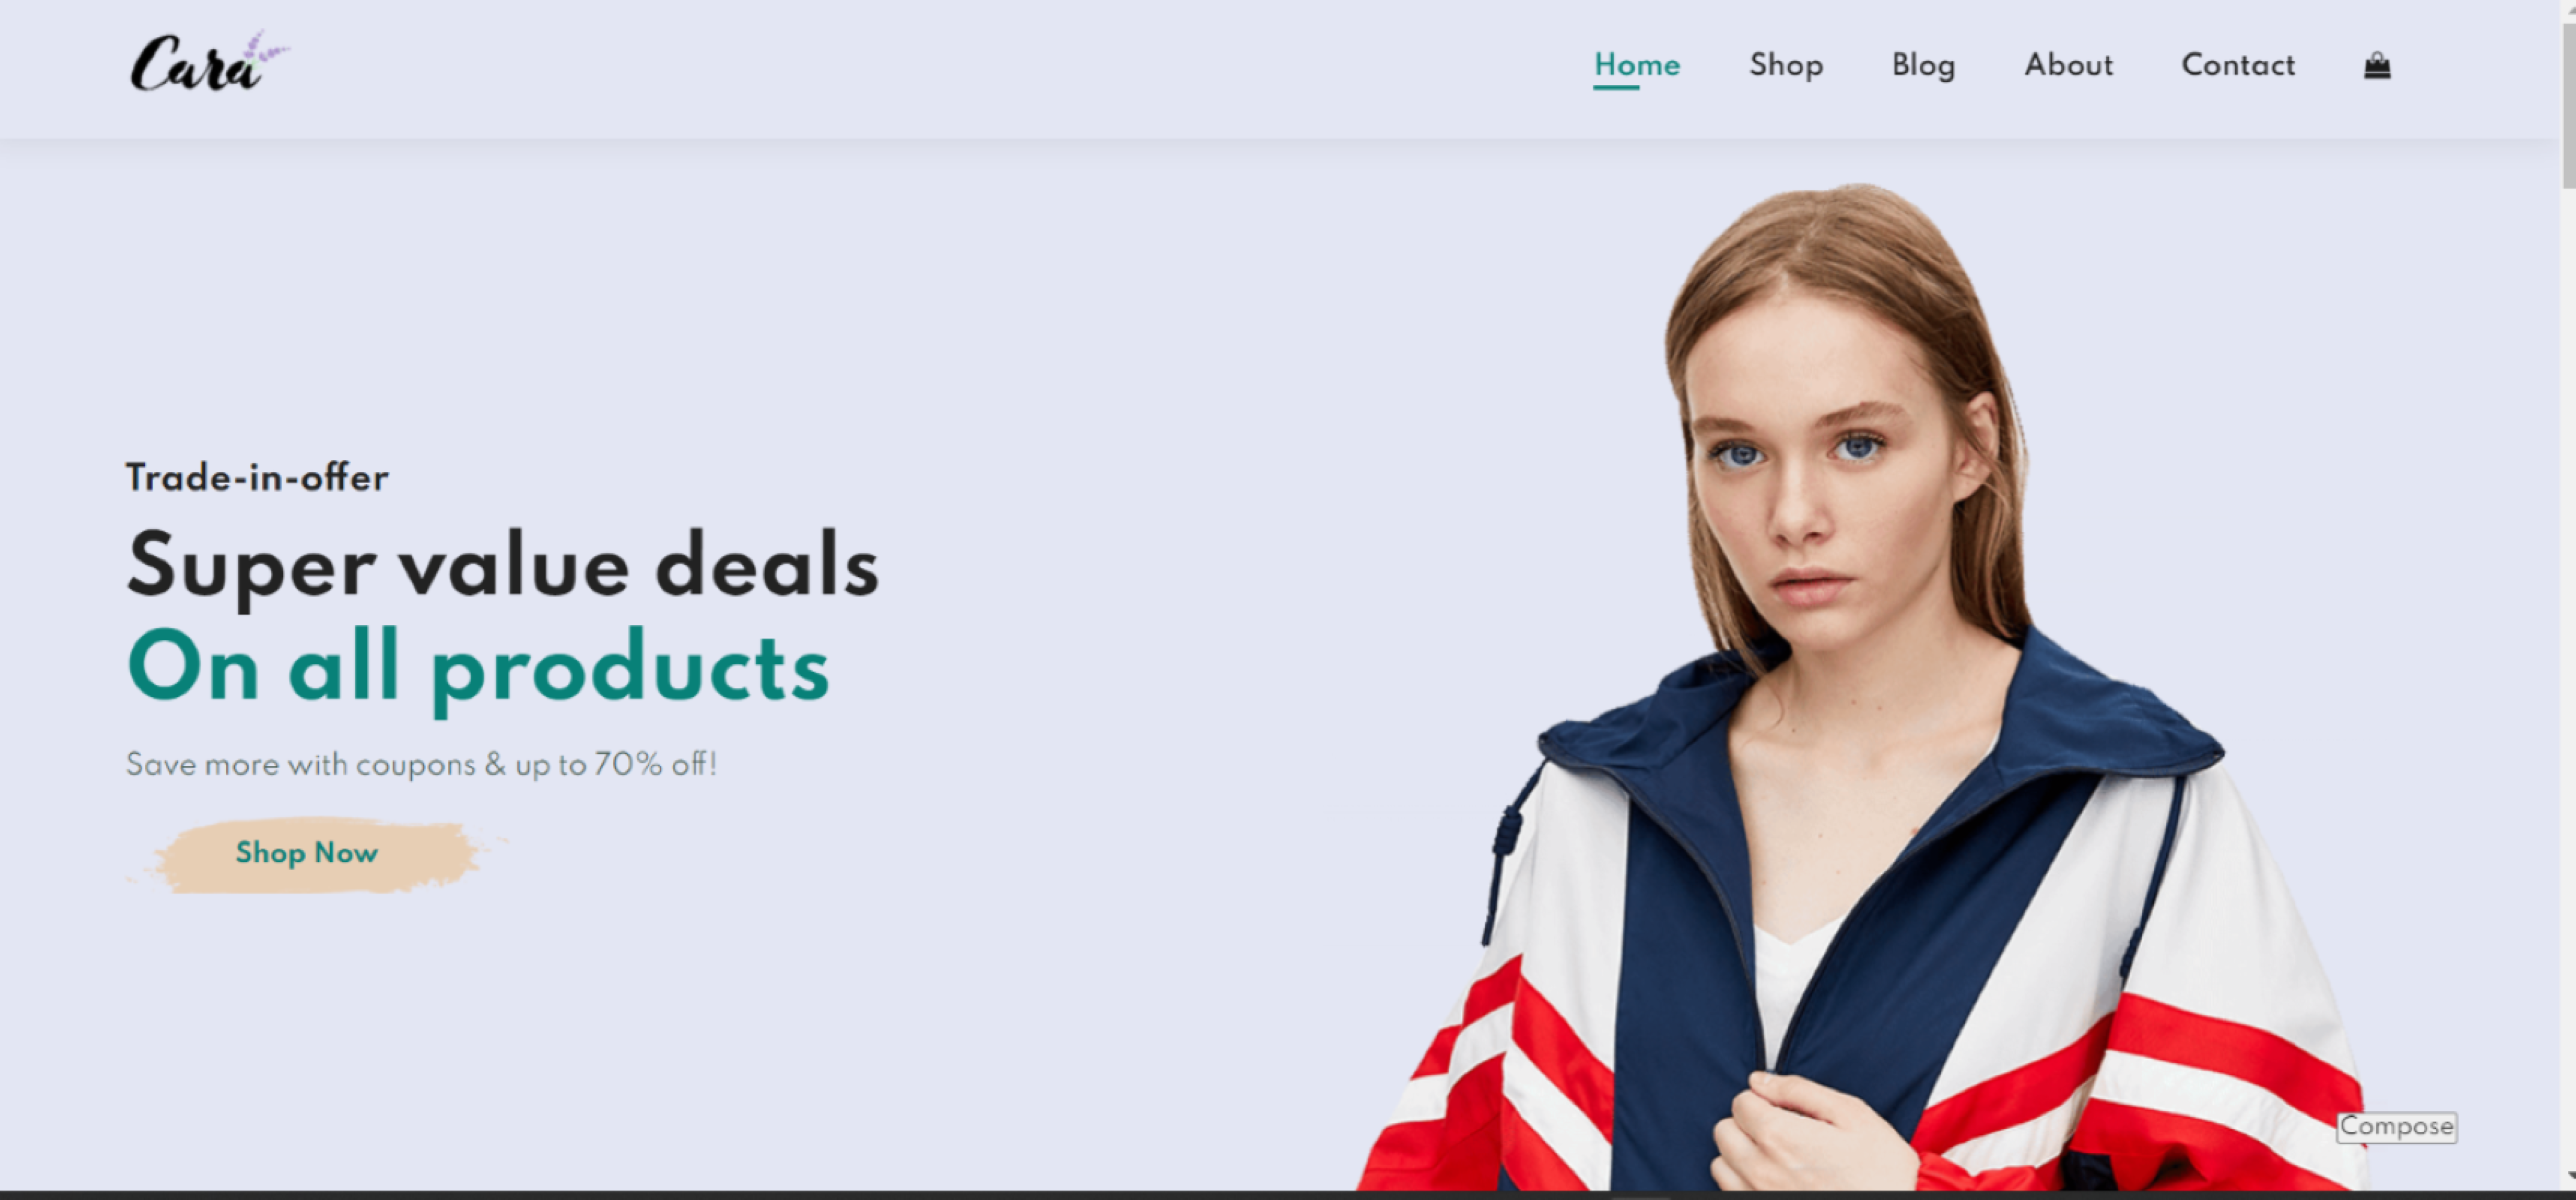 Cara
Home Shop Blog About Contact
Trade-in-offer
Super value deals
On all products
Save more with coupons & up to 70% off!
Shop Now
Compose